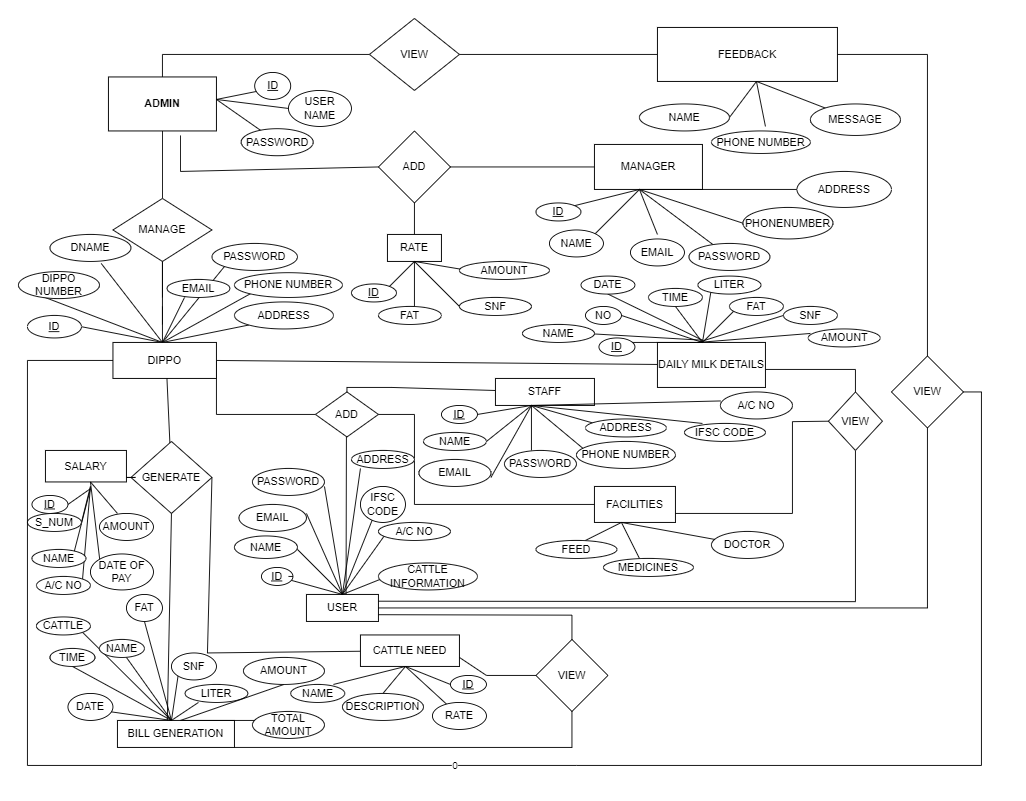 VIEW
FEEDBACK
ID
ADMIN
USER
NAME
PASSWORD
NAME
MESSAGE
PHONE NUMBER
ADD
MANAGER
ADDRESS
ID
PHONENUMBER
NAME
EMAIL
PASSWORD
MANAGE
DNAME
PASSWORD
DIPPO
NUMBER
EMAIL
PHONE NUMBER
ID
ADDRESS
RATE
AMOUNT
ID
SNF
FAT
DATE
LITER
TIME
FAT
NO
SNF
NAME
AMOUNT
ID
DIPPO
DAILY MILK DETAILS
VIEW
STAFF
A/C NO
ID
ADD
VIEW
ADDRESS
IFSC CODE
NAME
PHONE NUMBER
EMAIL
PASSWORD
SALARY
GENERATE
ADDRESS
PASSWORD
ID
IFSC
CODE
FACILITIES
S_NUM
AMOUNT
EMAIL
A/C NO
NAME
NAME
FEED
DOCTOR
DATE OF
PAY
MEDICINES
A/C NO
ID
CATTLE
INFORMATION
FAT
USER
CATTLE
NAME
CATTLE NEED
TIME
SNF
AMOUNT
VIEW
ID
LITER
NAME
DATE
DESCRIPTION
RATE
TOTAL
AMOUNT
BILL GENERATION
0